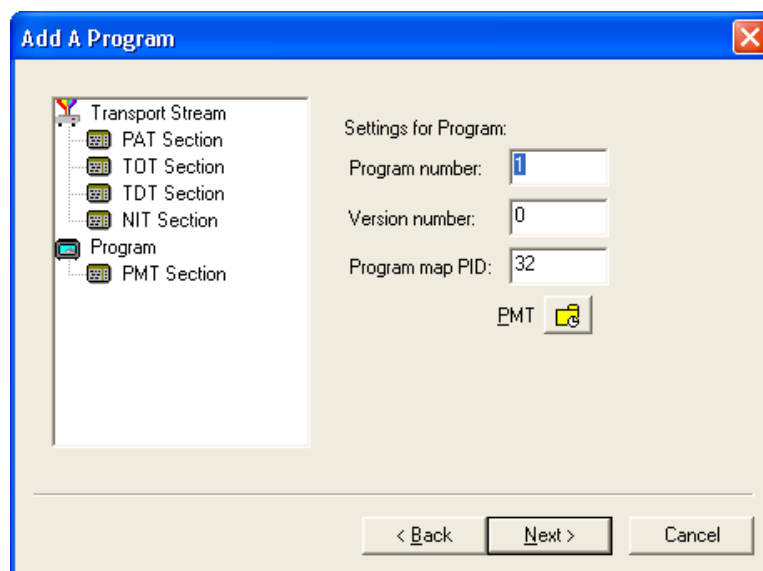 Add A Program
Transport Stream
PAT Section
TOT Section
TDT Section
NIT Section
Program
PMT Section
Settings for Program:
Program number: 1
Version number: 0
Program map PID: 32
PMT
< Back
Next >
Cancel